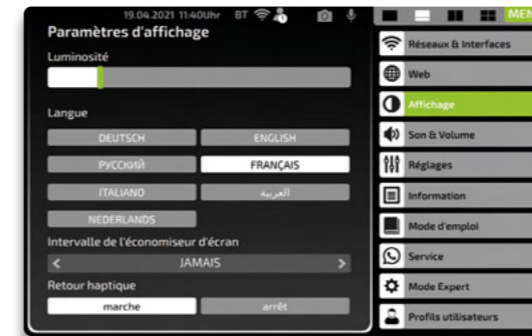 19.04.2021 11:40Uhr BT
MEN
Paramètres d'affichage
Luminosité
Langue
DEUTSCH
ENGLISH
РУССКИЙ
FRANÇAIS
ITALIANO
العربية
NEDERLANDS
Intervalle de l'économiseur d'écran
< JAMAIS >
Retour haptique
marche
arrêt
Réseaux & Interfaces
Web
Affichage
Son & Volume
Réglages
Information
Mode d'emploi
Service
Mode Expert
Profils utilisateurs